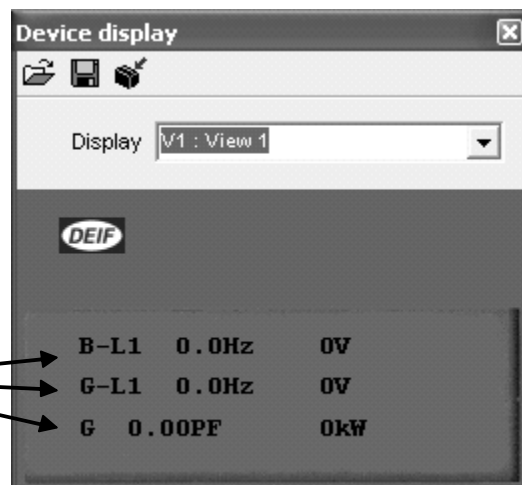 Device display
Display V1 : View 1
DEIF
B-L1 0.0Hz 0V
G-L1 0.0Hz 0V
G 0.00PF 0kW